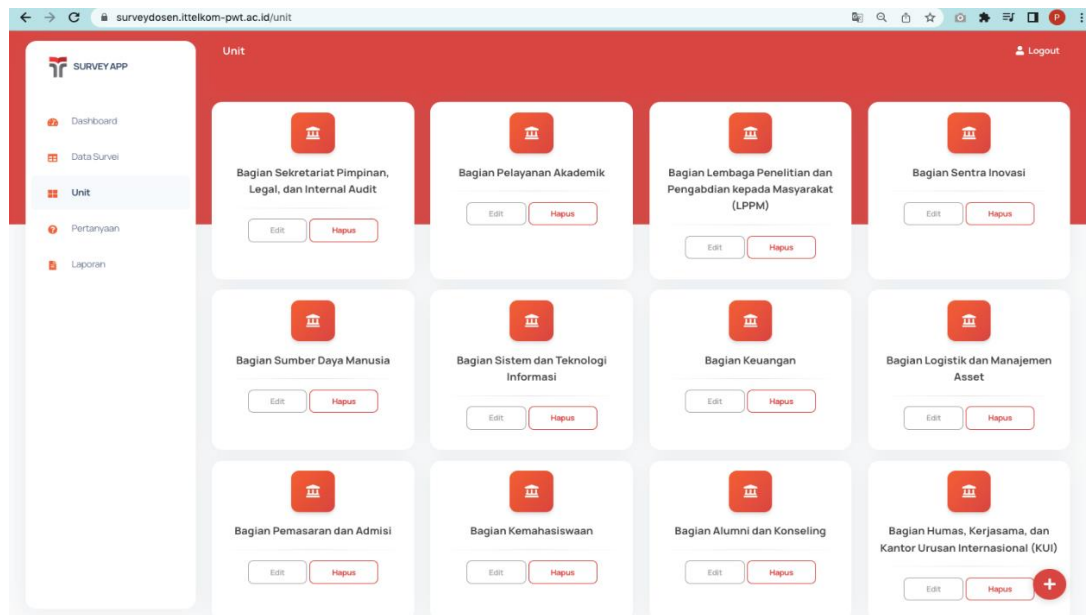 surveydosen.ittelkom-pwt.ac.id/unit
P
SURVEY APP
Unit
Logout
Dashboard
Data Survei
Unit
Pertanyaan
Laporan
Bagian Sekretariat Pimpinan,
Legal, dan Internal Audit
Edit
Hapus
Bagian Pelayanan Akademik
Edit
Hapus
Bagian Lembaga Penelitian dan
Pengabdian kepada Masyarakat
(LPPM)
Edit
Hapus
Bagian Sentra Inovasi
Edit
Hapus
Bagian Sumber Daya Manusia
Edit
Hapus
Bagian Sistem dan Teknologi
Informasi
Edit
Hapus
Bagian Keuangan
Edit
Hapus
Bagian Logistik dan Manajemen
Asset
Edit
Hapus
Bagian Pemasaran dan Admisi
Edit
Hapus
Bagian Kemahasiswaan
Edit
Hapus
Bagian Alumni dan Konseling
Edit
Hapus
Bagian Humas, Kerjasama, dan
Kantor Urusan Internasional (KUI)
Edit
Hapus
+